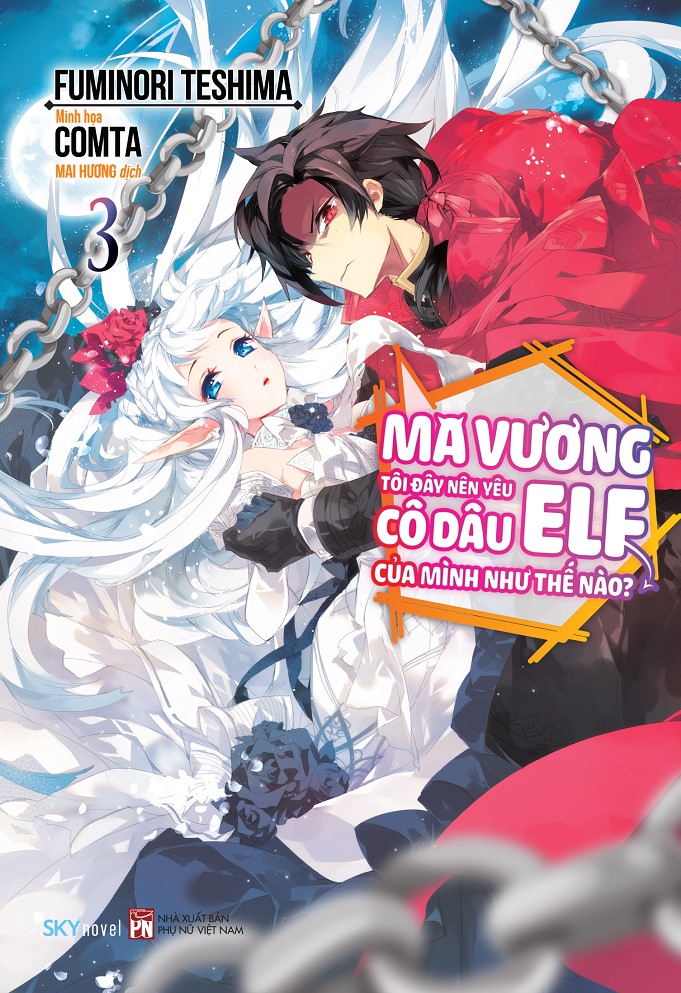 FUMINORI TESHIMA
Minh họa
COMTA
MAI HƯƠNG dịch
3
MA VƯƠNG
TÔI ĐÂY NÊN YÊU
CÔ DÂU ELF
CỦA MÌNH NHƯ THẾ NÀO?
SKYnovel
PN
NHÀ XUẤT BẢN
PHỤ NỮ VIỆT NAM